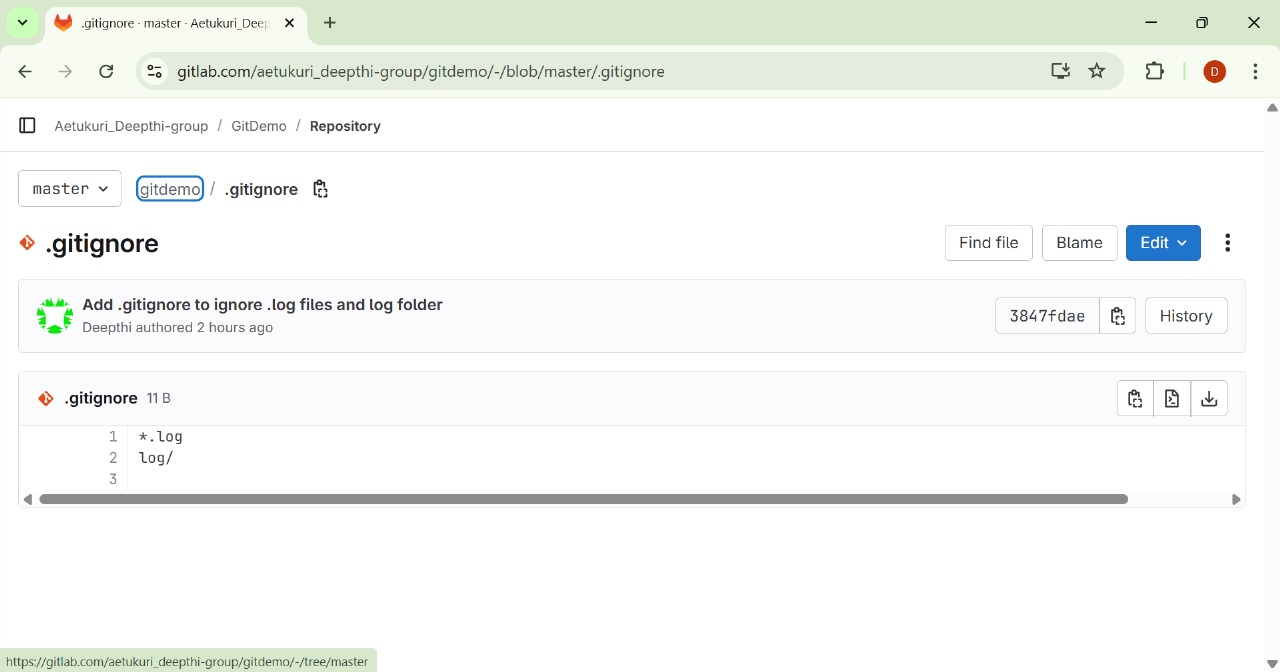 .gitignore · master · Aetukuri_Deep
gitlab.com/aetukuri_deepthi-group/gitdemo/-/blob/master/.gitignore
D
Aetukuri_Deepthi-group / GitDemo / Repository
master gitdemo / .gitignore
.gitignore
Find file Blame Edit
Add .gitignore to ignore .log files and log folder
Deepthi authored 2 hours ago
3847fdae History
.gitignore 11 B
1 *.log
2 log/
3
https://gitlab.com/aetukuri_deepthi-group/gitdemo/-/tree/master